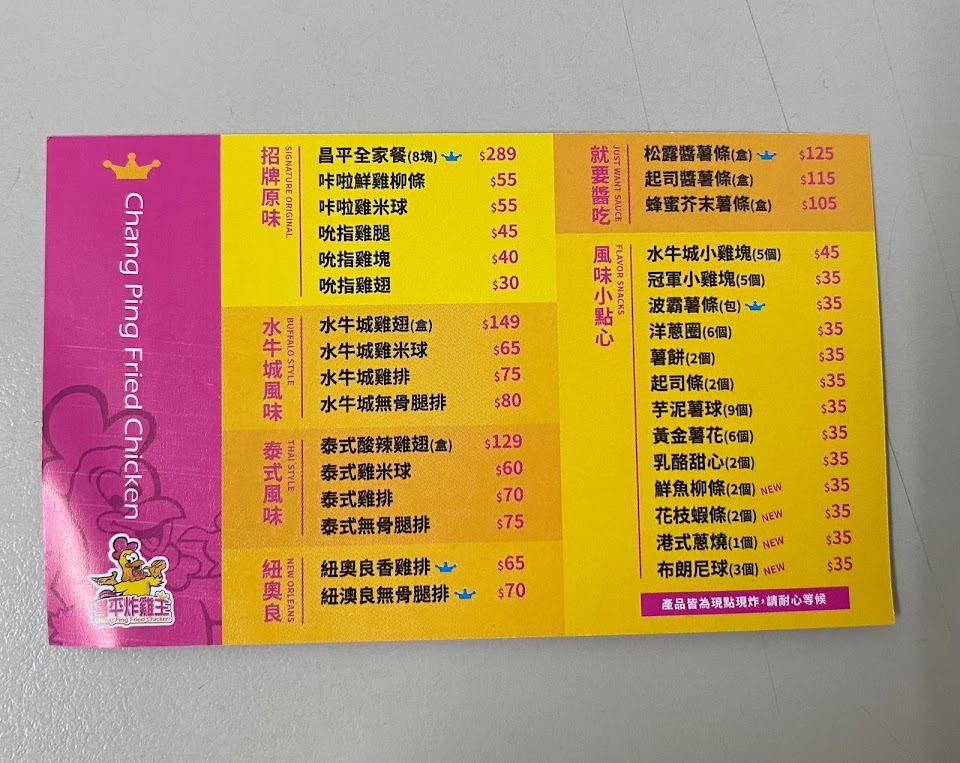 Chang Ping Fried Chicken
昌平炸雞王
Chang Ping Fried Chicken
招牌原味
SIGNATURE ORIGINAL
昌平全家餐(8塊) $289
咔啦鮮雞柳條 $55
咔啦雞米球 $55
吮指雞腿 $45
吮指雞塊 $40
吮指雞翅 $30
水牛城風味
BUFFALO STYLE
水牛城雞翅(盒) $149
水牛城雞米球 $65
水牛城雞排 $75
水牛城無骨腿排 $80
泰式風味
THAI STYLE
泰式酸辣雞翅(盒) $129
泰式雞米球 $60
泰式雞排 $70
泰式無骨腿排 $75
紐奧良
NEW ORLEANS
紐奧良香雞排 $65
紐澳良無骨腿排 $70
就要醬吃
JUST WANT SAUCE
松露醬薯條(盒) $125
起司醬薯條(盒) $115
蜂蜜芥末薯條(盒) $105
風味小點心
FLAVOR SNACKS
水牛城小雞塊(5個) $45
冠軍小雞塊(5個) $35
波霸薯條(包) $35
洋蔥圈(6個) $35
薯餅(2個) $35
起司條(2個) $35
芋泥薯球(9個) $35
黃金薯花(6個) $35
乳酪甜心(2個) $35
鮮魚柳條(2個) NEW $35
花枝蝦條(2個) NEW $35
港式蔥燒(1個) NEW $35
布朗尼球(3個) NEW $35
產品皆為現點現炸，請耐心等候